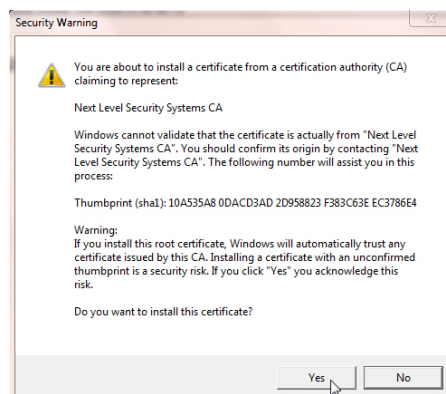 Security Warning
You are about to install a certificate from a certification authority (CA)
claiming to represent:
Next Level Security Systems CA
Windows cannot validate that the certificate is actually from "Next Level
Security Systems CA". You should confirm its origin by contacting "Next
Level Security Systems CA". The following number will assist you in this
process:
Thumbprint (sha1): 10A535A8 0DACD3AD 2D958823 F383C63E EC3786E4
Warning:
If you install this root certificate, Windows will automatically trust any
certificate issued by this CA. Installing a certificate with an unconfirmed
thumbprint is a security risk. If you click "Yes" you acknowledge this
risk.
Do you want to install this certificate?
Yes
No